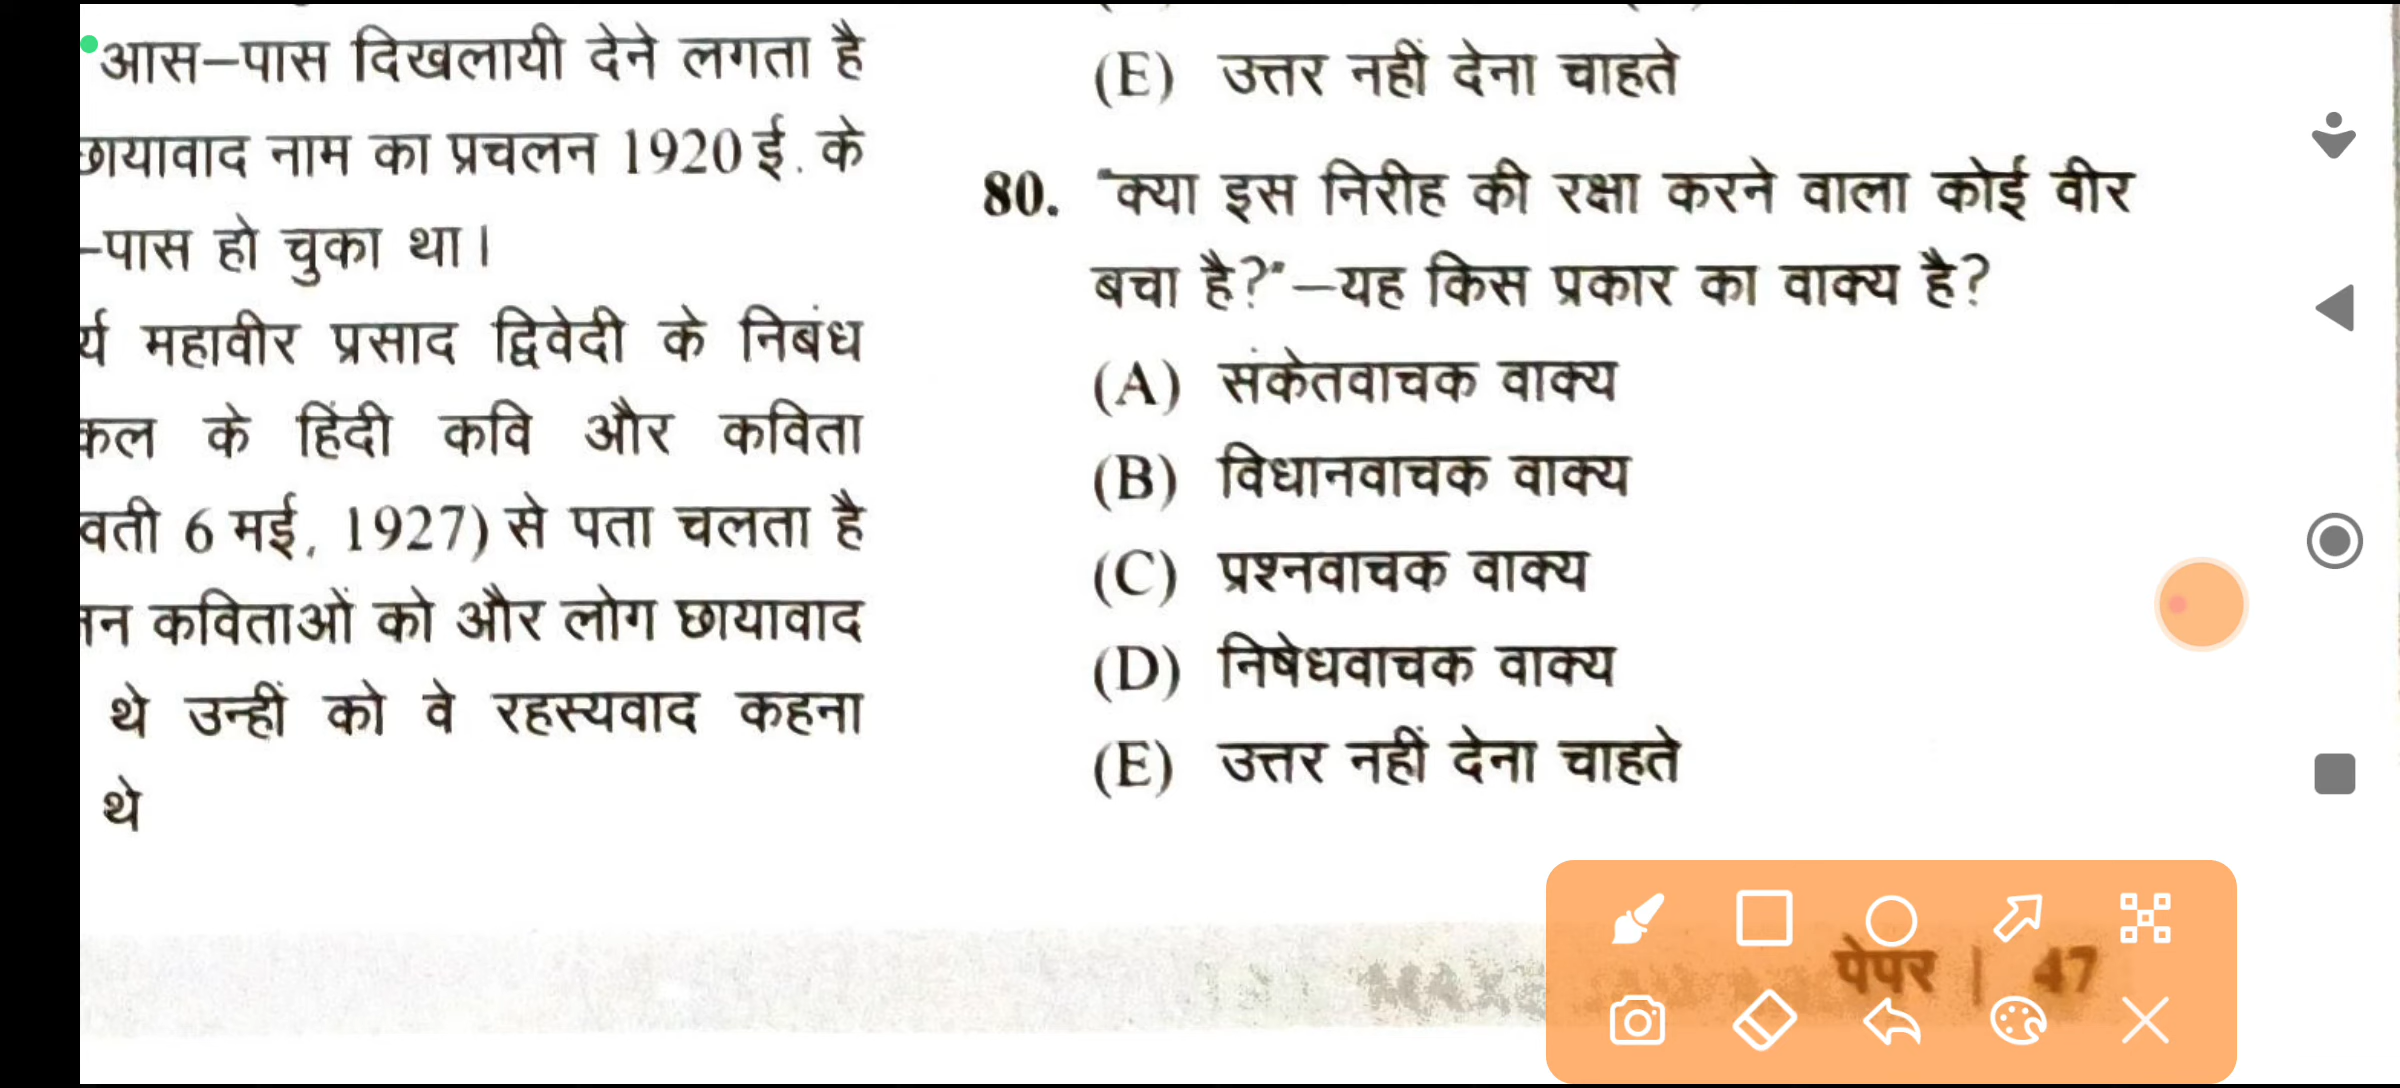 आस–पास दिखलायी देने लगता है
छायावाद नाम का प्रचलन 1920 ई. के
–पास हो चुका था।
र्य महावीर प्रसाद द्विवेदी के निबंध
कल के हिंदी कवि और कविता
वती 6 मई, 1927) से पता चलता है
कविताओं को और लोग छायावाद
थे उन्हीं को वे रहस्यवाद कहना
थे
(E) उत्तर नहीं देना चाहते
80. "क्या इस निरीह की रक्षा करने वाला कोई वीर
बचा है?"–यह किस प्रकार का वाक्य है?
(A) संकेतवाचक वाक्य
(B) विधानवाचक वाक्य
(C) प्रश्नवाचक वाक्य
(D) निषेधवाचक वाक्य
(E) उत्तर नहीं देना चाहते
पेपर | 47